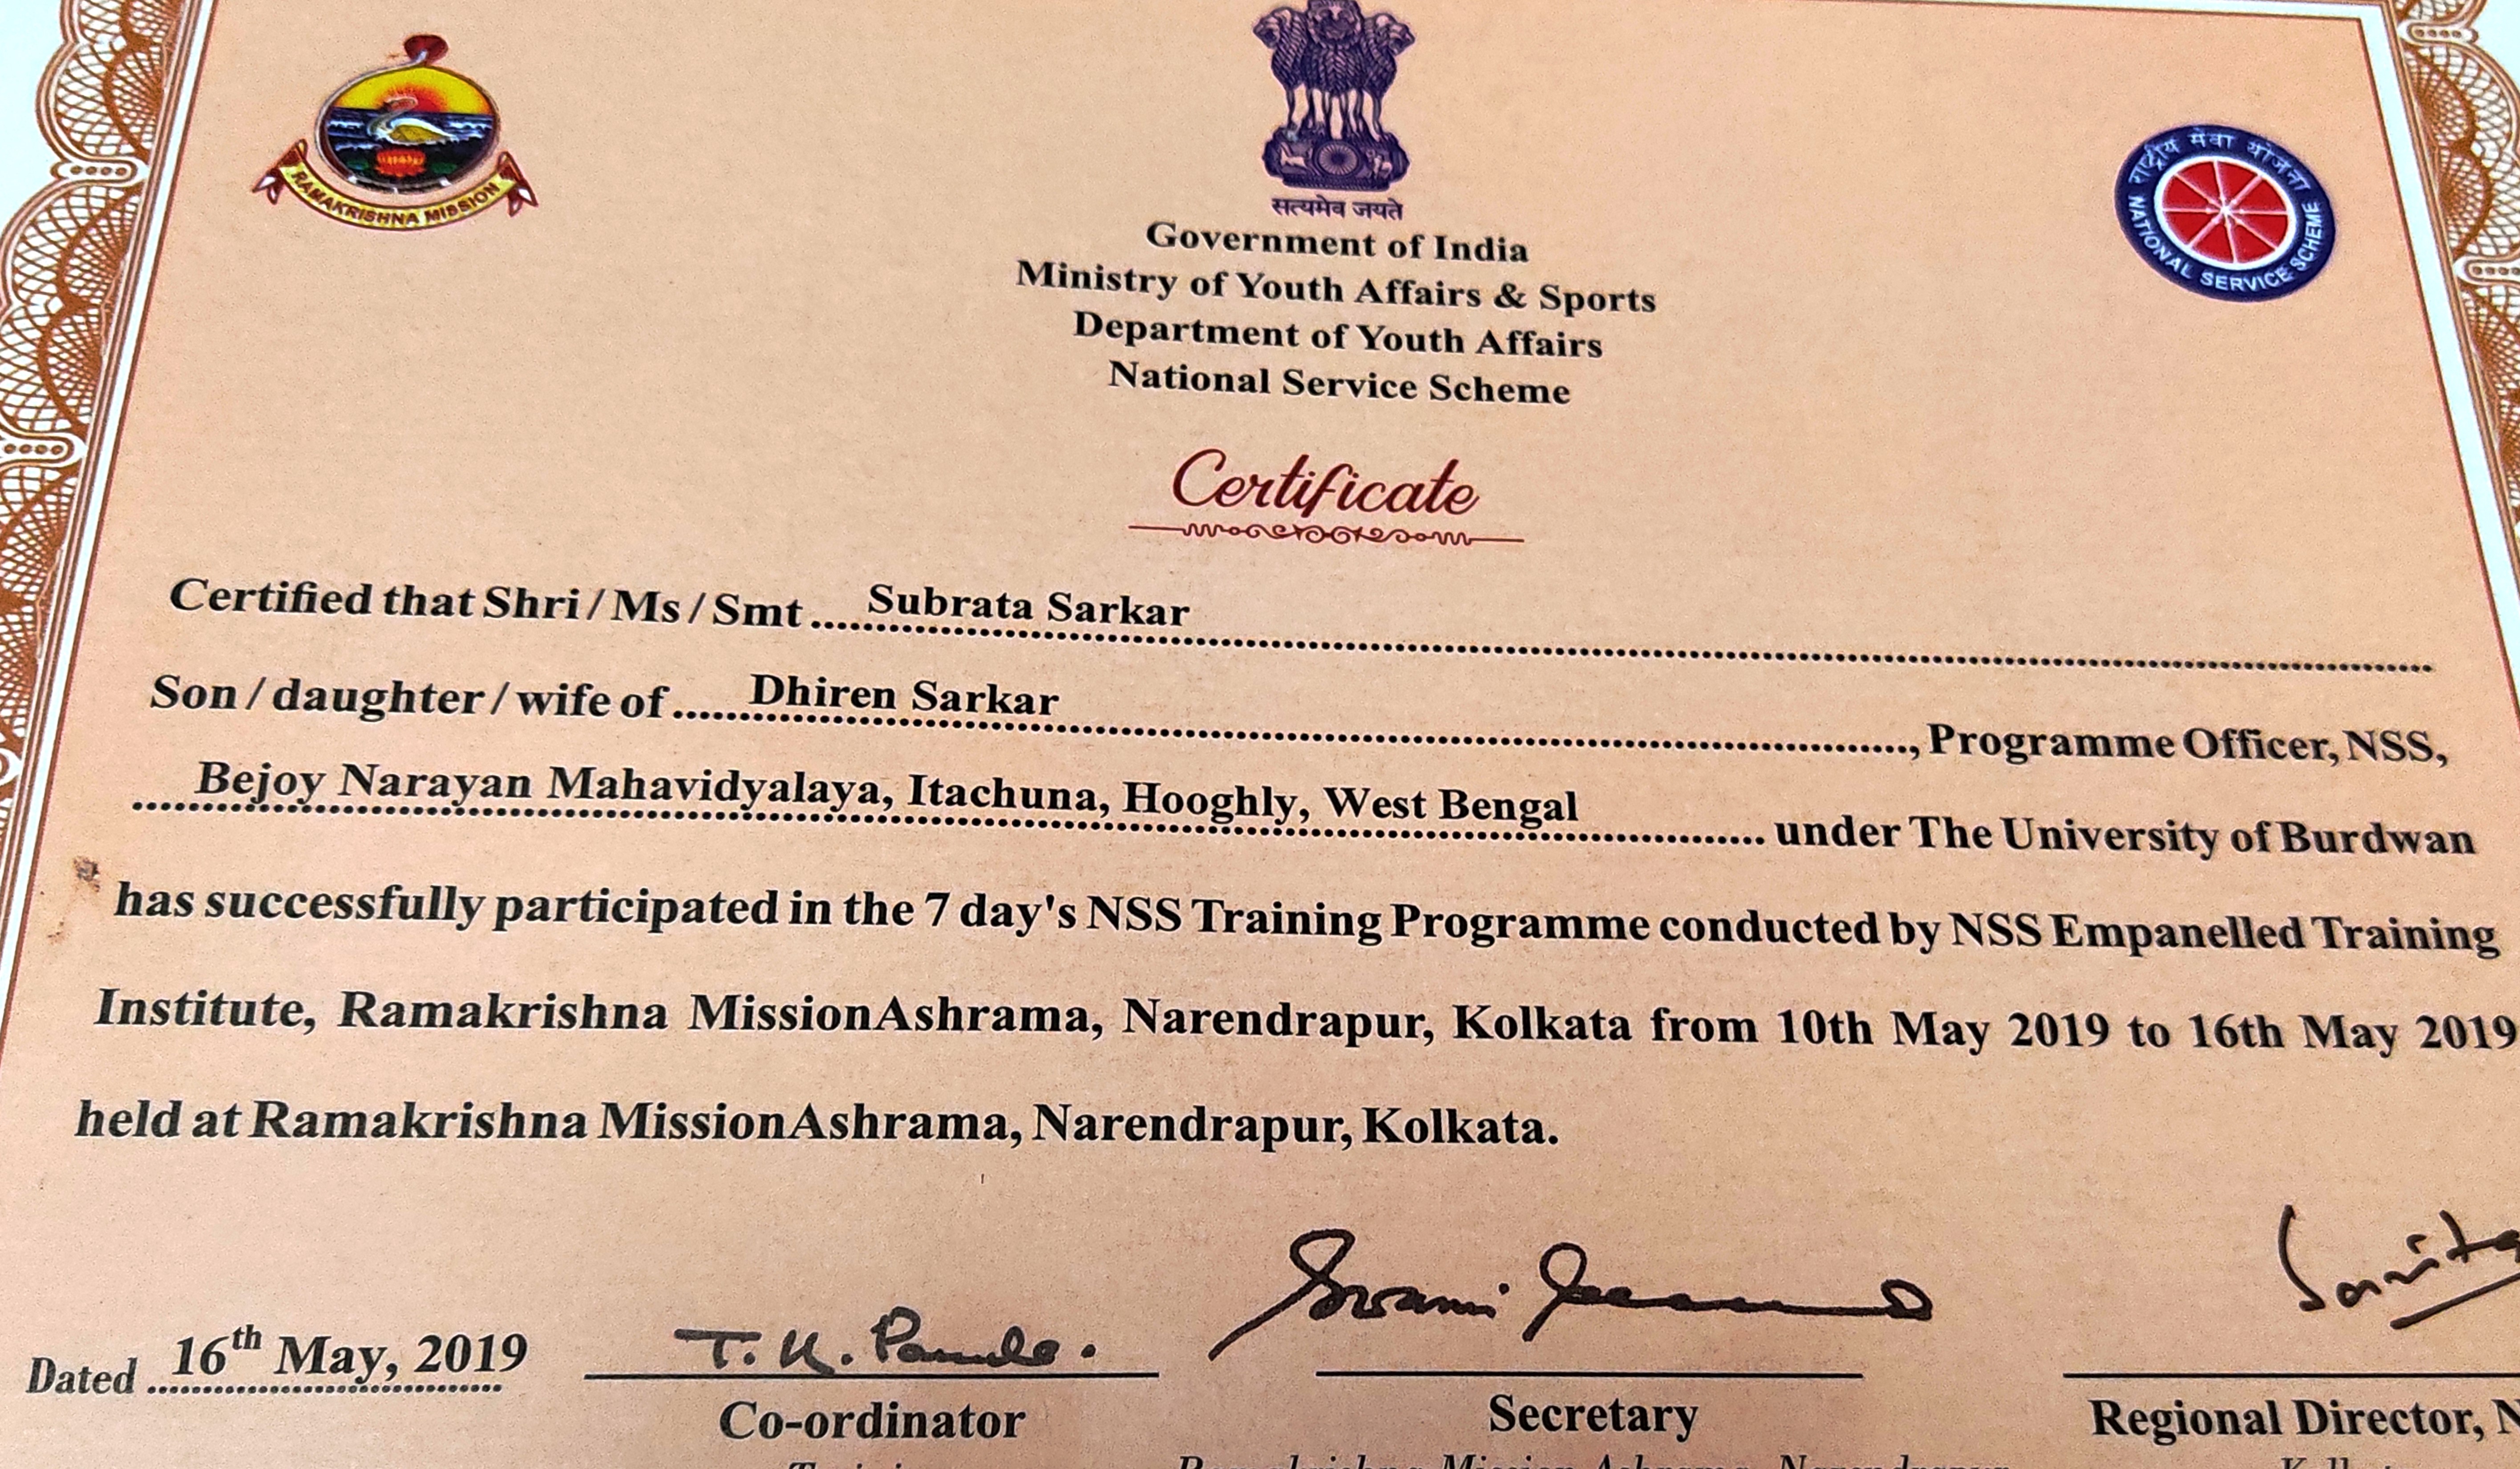 RAMAKRISHNA MISSION
सत्यमेव जयते
राष्ट्रीय सेवा योजना
NATIONAL SERVICE SCHEME
Government of India
Ministry of Youth Affairs & Sports
Department of Youth Affairs
National Service Scheme
Certificate
Certified that Shri / Ms / Smt Subrata Sarkar
Son / daughter / wife of Dhiren Sarkar, Programme Officer, NSS,
Bejoy Narayan Mahavidyalaya, Itachuna, Hooghly, West Bengal under The University of Burdwan
has successfully participated in the 7 day's NSS Training Programme conducted by NSS Empanelled Training
Institute, Ramakrishna MissionAshrama, Narendrapur, Kolkata from 10th May 2019 to 16th May 2019
held at Ramakrishna MissionAshrama, Narendrapur, Kolkata.
Dated 16th May, 2019
T. K. Swami
Co-ordinator Secretary Regional Director,
Ramakrishna Mission Ashrama, Narendrapur